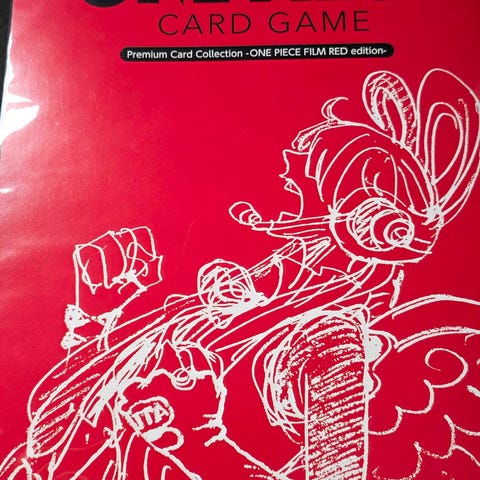 CARD GAME
Premium Card Collection -ONE PIECE FILM RED edition-